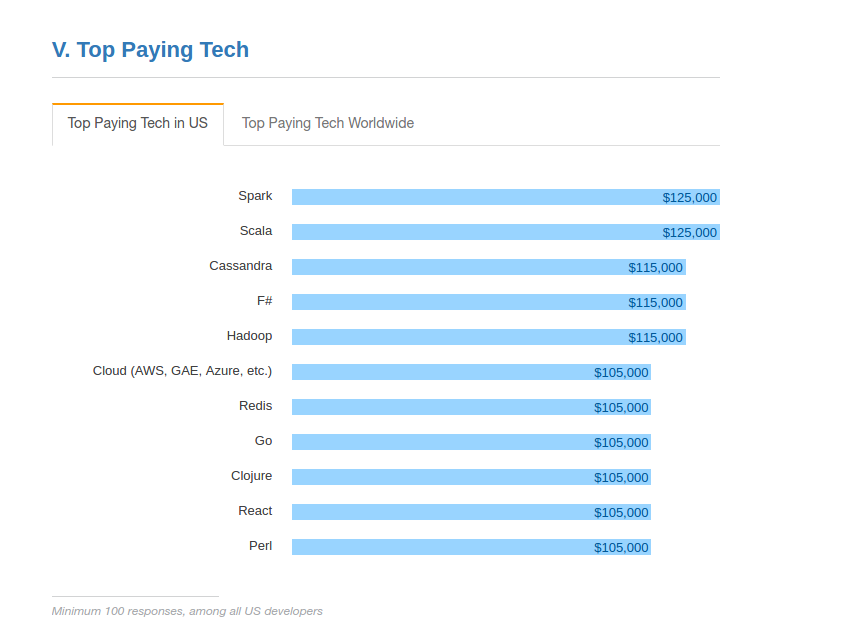 V. Top Paying Tech
Top Paying Tech in US
Top Paying Tech Worldwide
Spark $125,000
Scala $125,000
Cassandra $115,000
F# $115,000
Hadoop $115,000
Cloud (AWS, GAE, Azure, etc.) $105,000
Redis $105,000
Go $105,000
Clojure $105,000
React $105,000
Perl $105,000
Minimum 100 responses, among all US developers